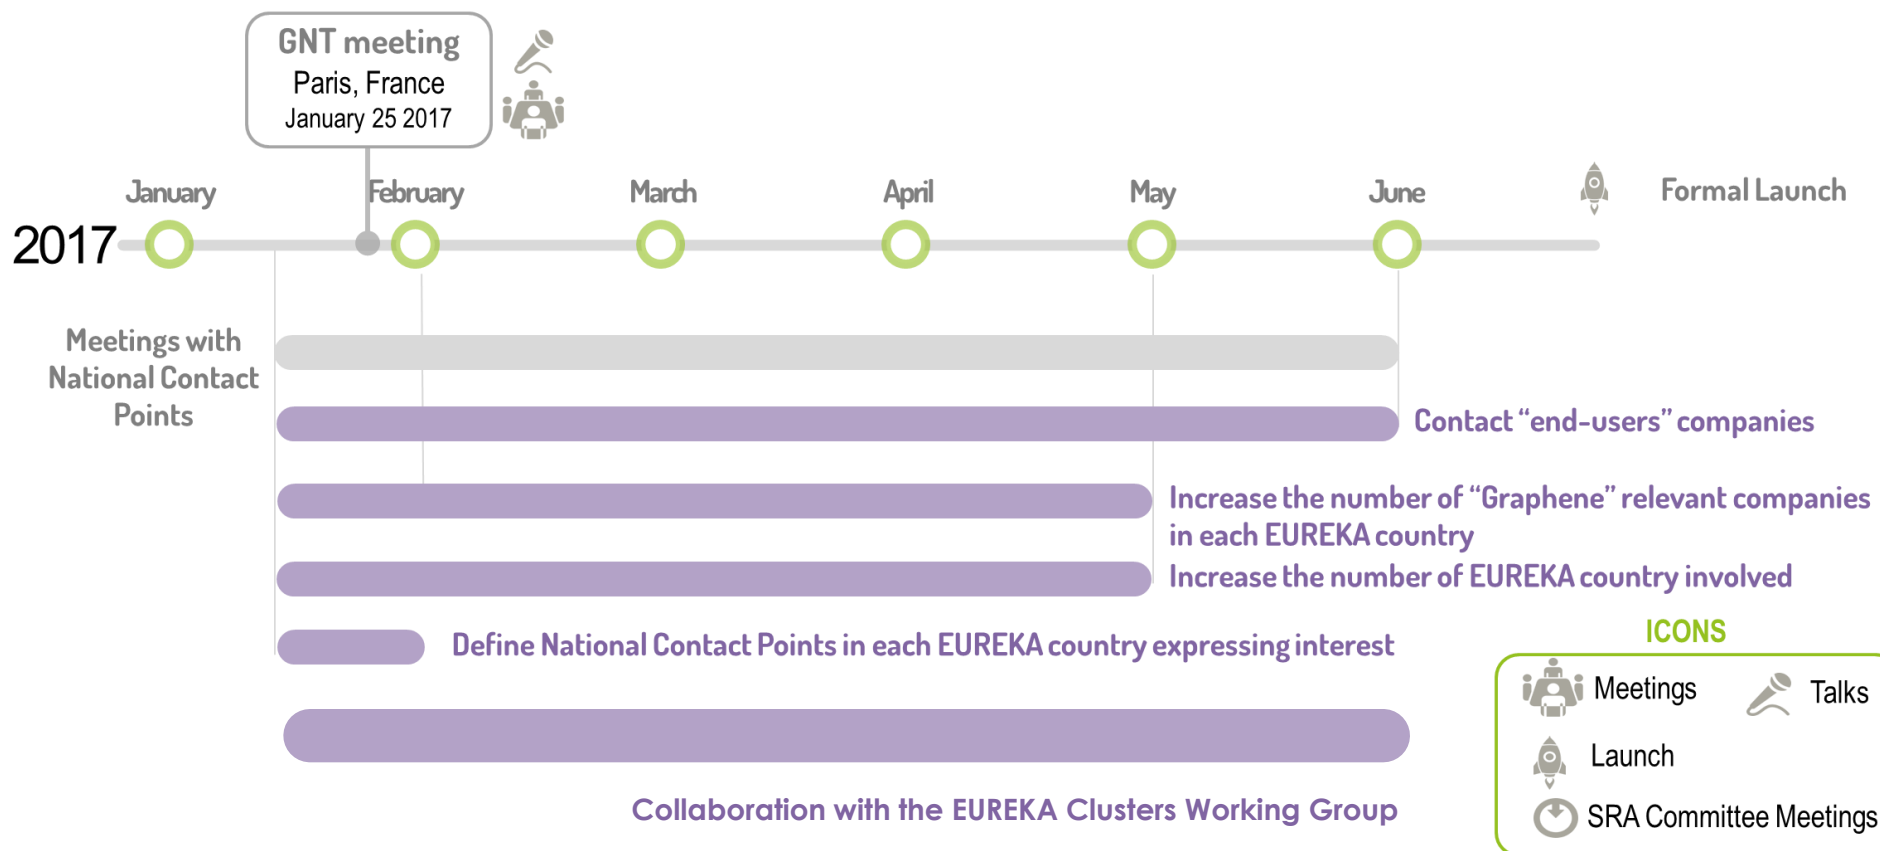 GNT meeting
Paris, France
January 25 2017
January
February
March
April
May
June
Formal Launch
2017
Meetings with
National Contact
Points
Contact “end-users” companies
Increase the number of “Graphene” relevant companies
in each EUREKA country
Increase the number of EUREKA country involved
Define National Contact Points in each EUREKA country expressing interest
Collaboration with the EUREKA Clusters Working Group
ICONS
Meetings
Talks
Launch
SRA Committee Meetings